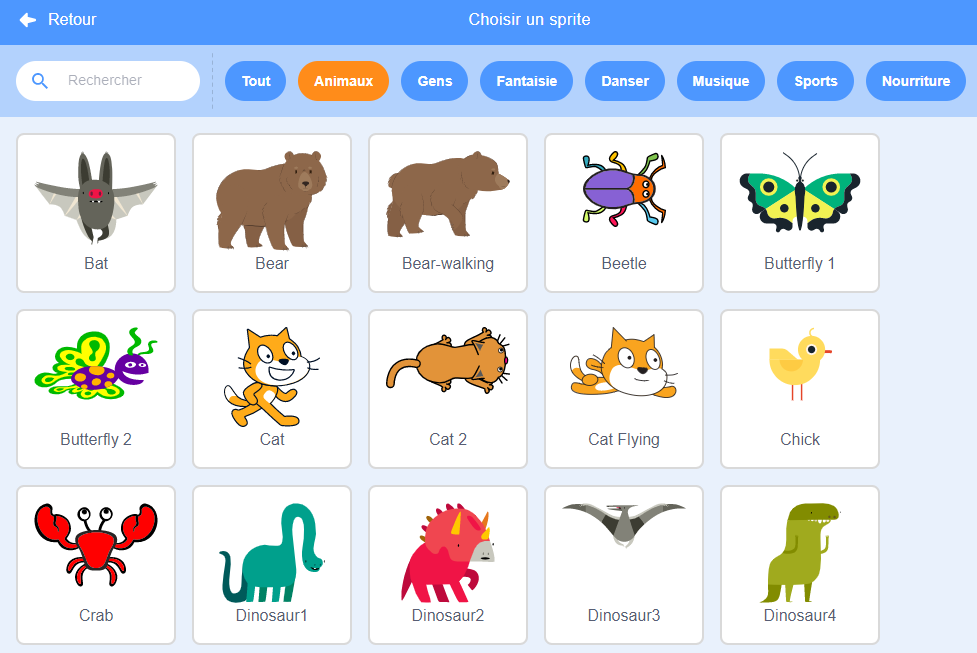 Retour
Choisir un sprite
Rechercher
Tout
Animaux
Gens
Fantaisie
Danser
Musique
Sports
Nourriture
Bat
Bear
Bear-walking
Beetle
Butterfly 1
Butterfly 2
Cat
Cat 2
Cat Flying
Chick
Crab
Dinosaur1
Dinosaur2
Dinosaur3
Dinosaur4